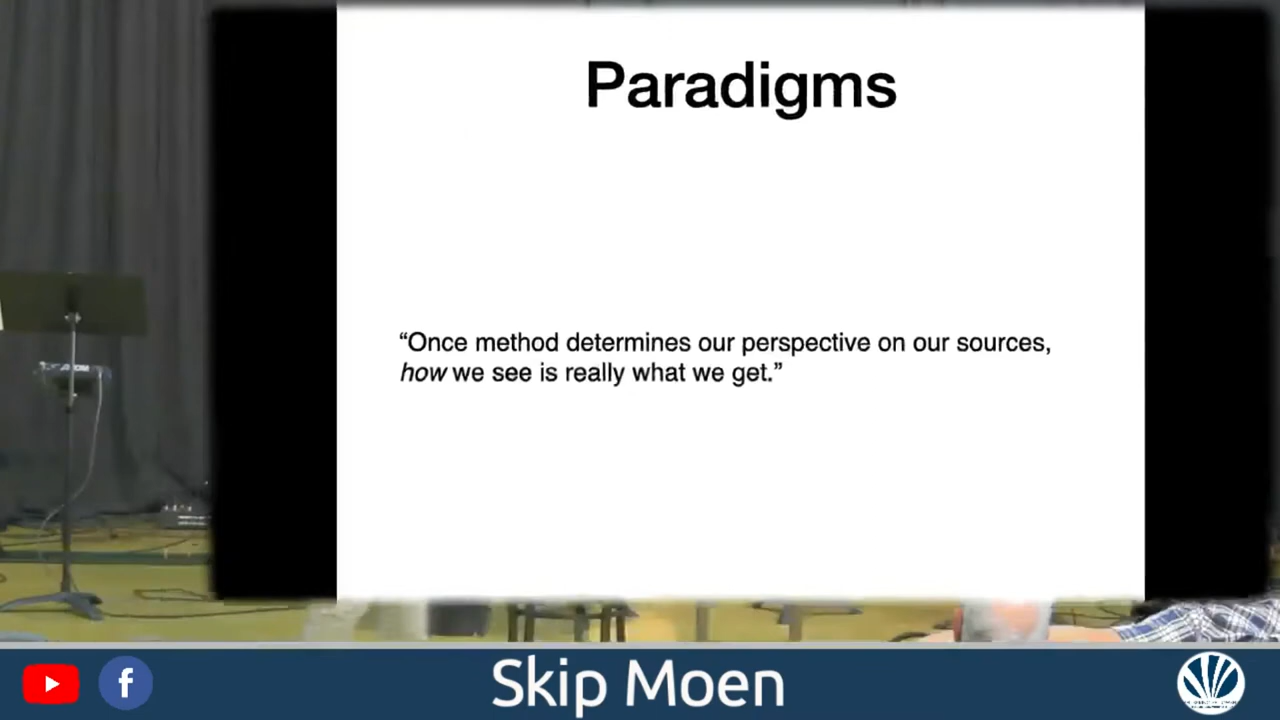 Paradigms
“Once method determines our perspective on our sources,
how we see is really what we get.”
Skip Moen